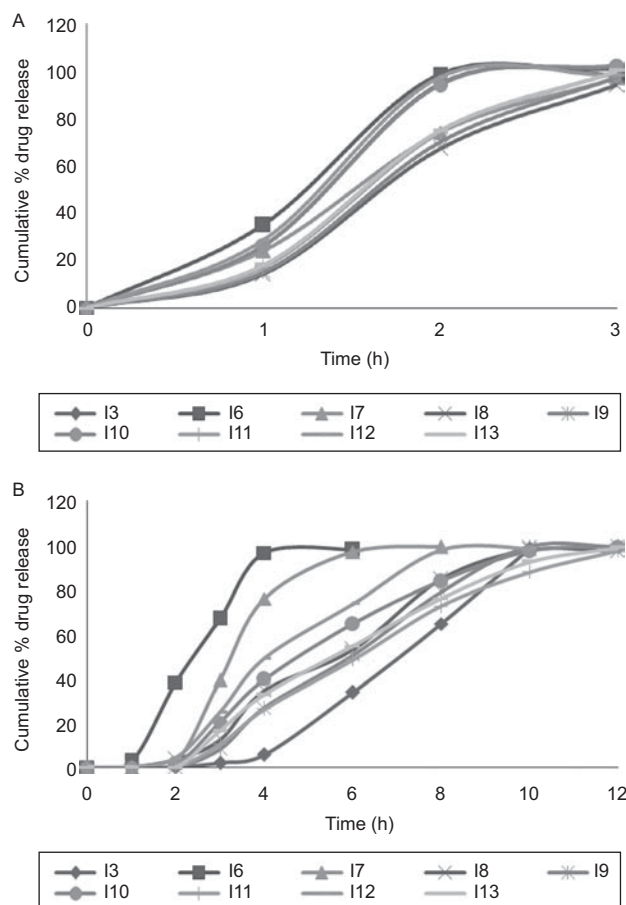 A
120
100
80
60
40
20
0
Cumulative % drug release
0 1 2 3
Time (h)
I3 I6 I7 I8 I9
I10 I11 I12 I13
B
120
100
80
60
40
20
0
Cumulative % drug release
0 2 4 6 8 10 12
Time (h)
I3 I6 I7 I8 I9
I10 I11 I12 I13